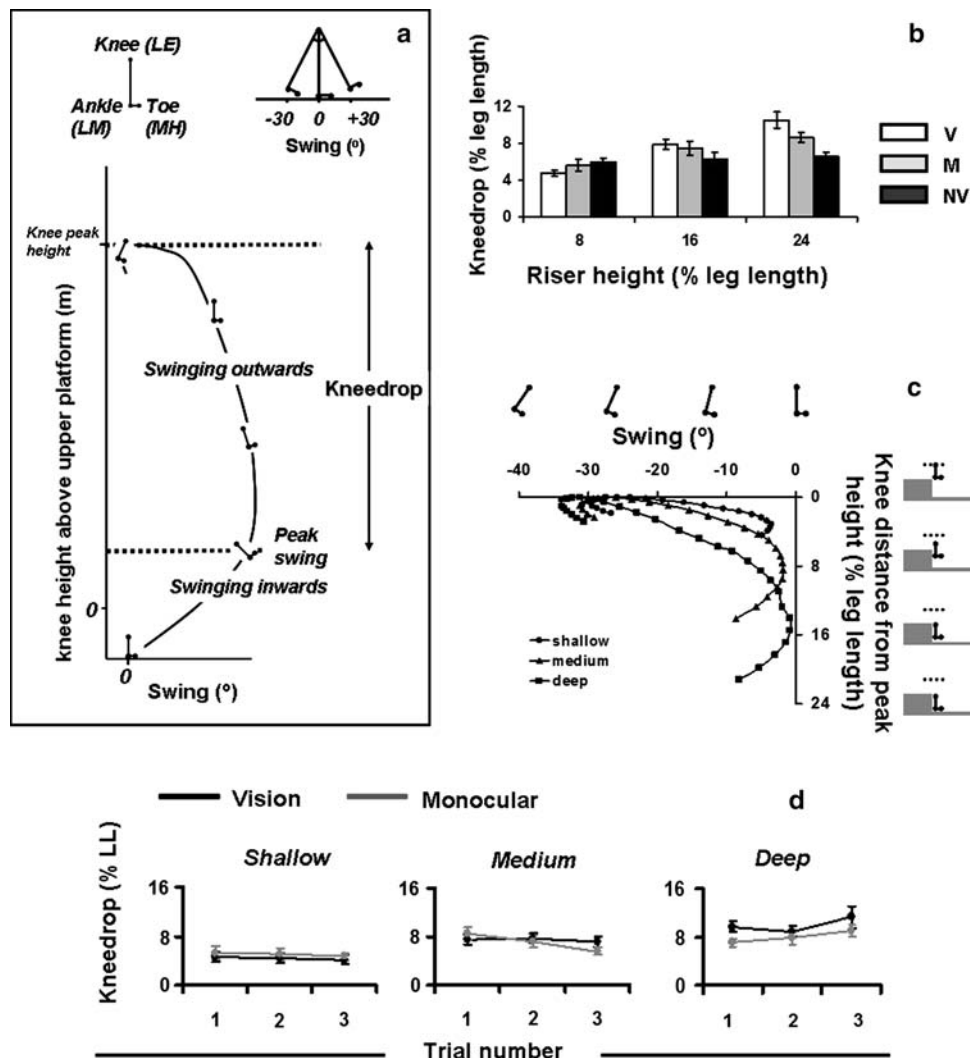 a
Knee (LE)
Ankle Toe
(LM) (MH)
-30 0 +30
Swing (º)
Knee peak
height
knee height above upper platform (m)
Swinging outwards
Kneedrop
Peak
swing
Swinging inwards
0
0
Swing (º)
b
Kneedrop (% leg length)
12
8
4
0
8 16 24
Riser height (% leg length)
V
M
NV
c
Swing (º)
-40 -30 -20 -10 0
0
8
16
24
Knee distance from peak
height (% leg length)
shallow
medium
deep
d
Vision Monocular
Kneedrop (% LL)
Shallow Medium Deep
16 16 16
8 8 8
0 0 0
1 2 3 1 2 3 1 2 3
Trial number